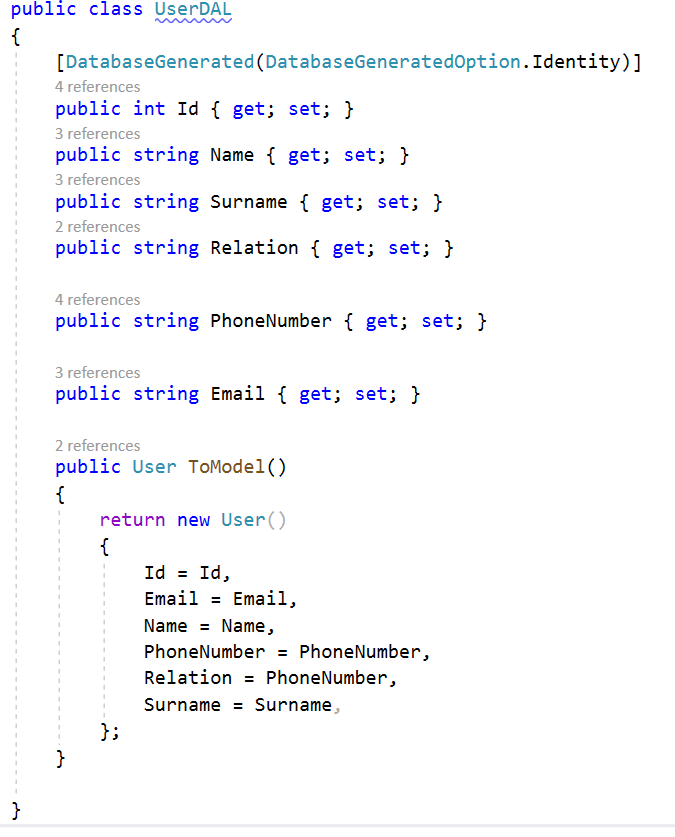 public class UserDAL
{
[DatabaseGenerated(DatabaseGeneratedOption.Identity)]
4 references
public int Id { get; set; }
3 references
public string Name { get; set; }
3 references
public string Surname { get; set; }
2 references
public string Relation { get; set; }
4 references
public string PhoneNumber { get; set; }
3 references
public string Email { get; set; }
2 references
public User ToModel()
{
return new User()
{
Id = Id,
Email = Email,
Name = Name,
PhoneNumber = PhoneNumber,
Relation = PhoneNumber,
Surname = Surname,
};
}
}